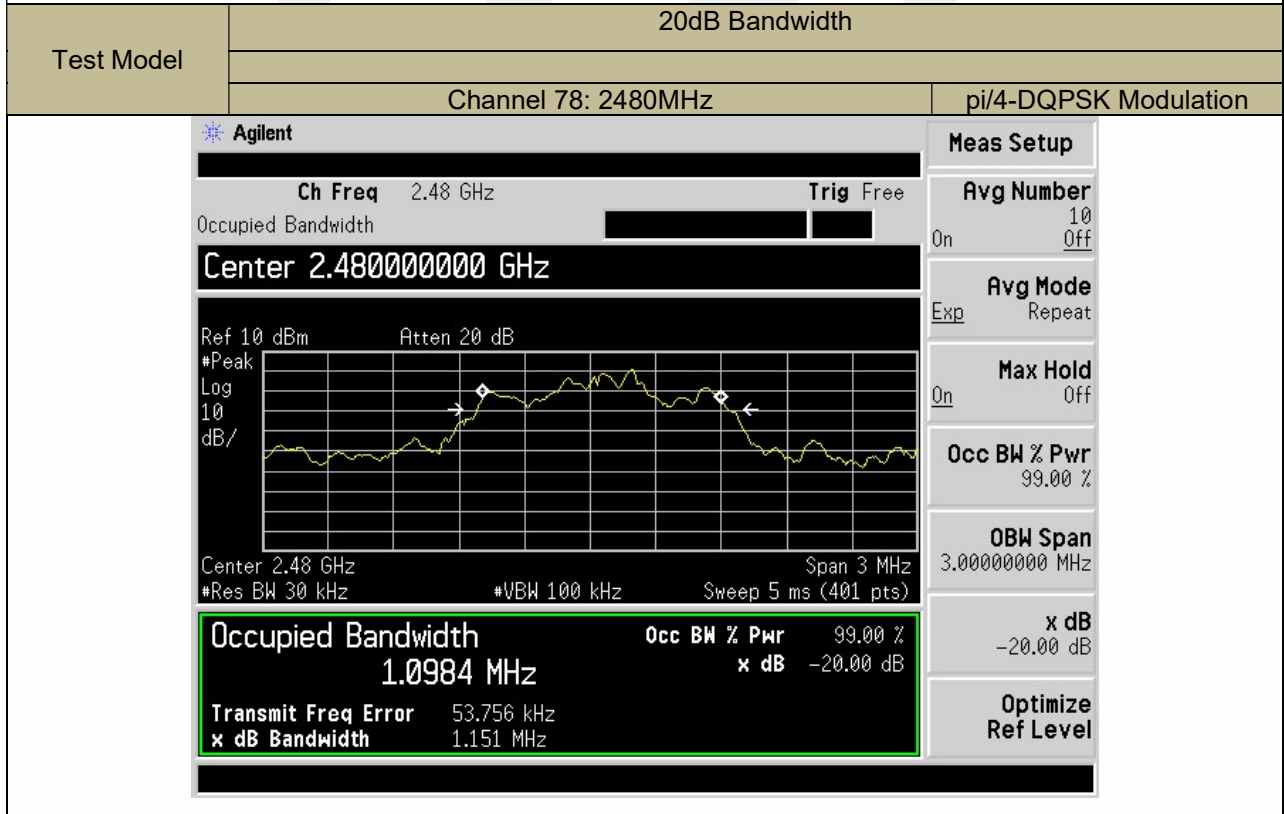 20dB Bandwidth
Test Model
Channel 78: 2480MHz
pi/4-DQPSK Modulation
Agilent
Ch Freq 2.48 GHz
Trig Free
Occupied Bandwidth
Center 2.480000000 GHz
Ref 10 dBm
Atten 20 dB
#Peak
Log
10
dB/
Center 2.48 GHz
Span 3 MHz
#Res BW 30 kHz
#VBW 100 kHz
Sweep 5 ms (401 pts)
Occupied Bandwidth
1.0984 MHz
Occ BW % Pwr 99.00 %
x dB -20.00 dB
Transmit Freq Error 53.756 kHz
x dB Bandwidth 1.151 MHz
Meas Setup
Avg Number
10
On Off
Avg Mode
Exp Repeat
Max Hold
On Off
Occ BW % Pwr
99.00 %
OBW Span
3.00000000 MHz
x dB
-20.00 dB
Optimize
Ref Level